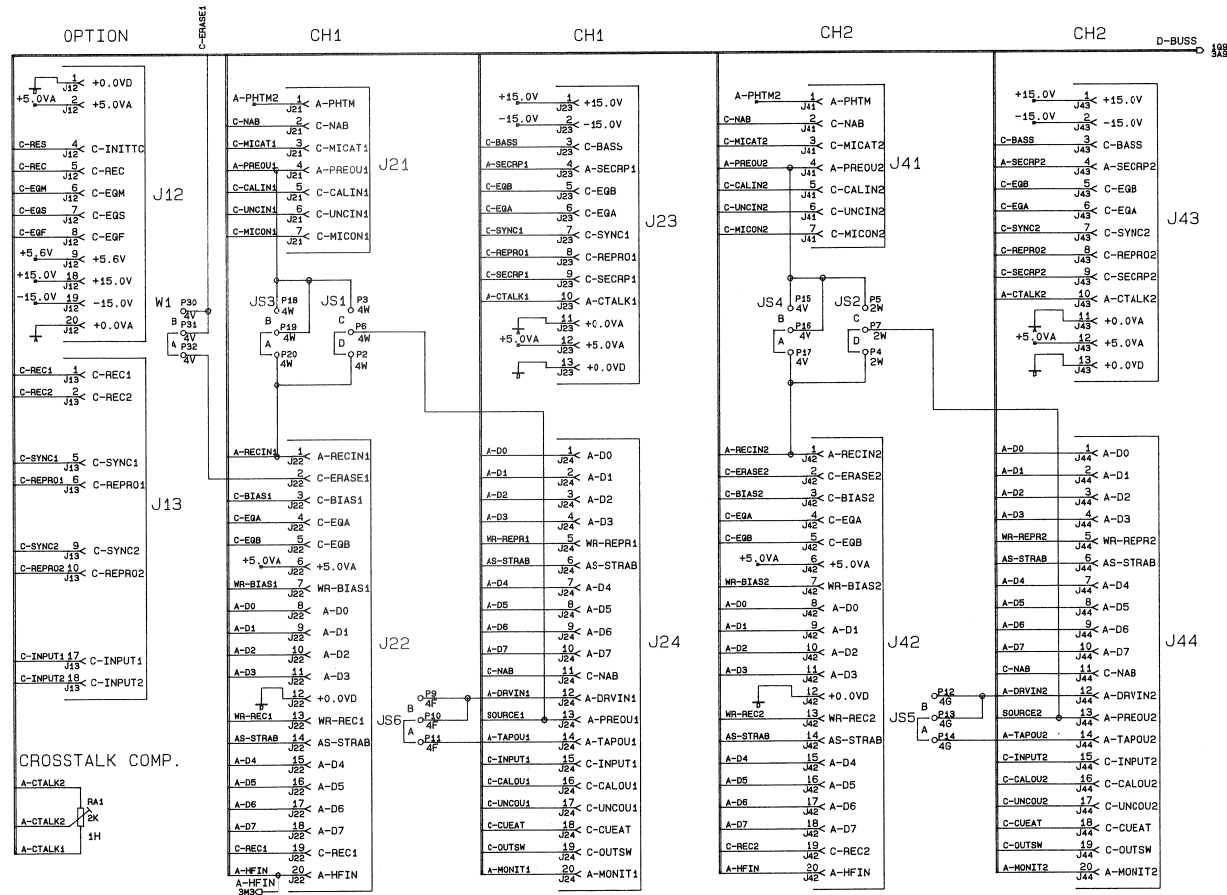 OPTION
C-ERASE1
CH1
CH1
CH2
CH2
D-BUSS
J12
1 J12 +0.0VD
+5.0VA 2 J12 +5.0VA
C-RES 4 J12 C-INITTC
C-REC 5 J12 C-REC
C-EQM 6 J12 C-EQM
C-EQS 7 J12 C-EQS
C-EQF 8 J12 C-EQF
+5.6V 9 J12 +5.6V
+15.0V 18 J12 +15.0V
-15.0V 19 J12 -15.0V
20 J12 +0.0VA
W1
P30 4V
B P31 4V
A P32 4V
J13
C-REC1 1 J13 C-REC1
C-REC2 2 J13 C-REC2
C-SYNC1 5 J13 C-SYNC1
C-REPRO1 6 J13 C-REPRO1
C-SYNC2 9 J13 C-SYNC2
C-REPRO2 10 J13 C-REPRO2
C-INPUT1 17 J13 C-INPUT1
C-INPUT2 18 J13 C-INPUT2
CROSSTALK COMP.
A-CTALK2
RA1
2K
A-CTALK2
1H
A-CTALK1
J21
A-PHTM2 1 J21 A-PHTM
C-NAB 2 J21 C-NAB
C-MICAT1 3 J21 C-MICAT1
A-PREOU1 4 J21 A-PREOU1
C-CALIN1 5 J21 C-CALIN1
C-UNCIN1 6 J21 C-UNCIN1
C-MICON1 7 J21 C-MICON1
JS3
P18 4W
B P19 4W
A P20 4W
JS1
P3 4W
C P6 4W
D P2 4W
J22
A-RECIN1 1 J22 A-RECIN1
2 J22 C-ERASE1
C-BIAS1 3 J22 C-BIAS1
C-EQA 4 J22 C-EQA
C-EQB 5 J22 C-EQB
+5.0VA 6 J22 +5.0VA
WR-BIAS1 7 J22 WR-BIAS1
A-D0 8 J22 A-D0
A-D1 9 J22 A-D1
A-D2 10 J22 A-D2
A-D3 11 J22 A-D3
12 J22 +0.0VD
WR-REC1 13 J22 WR-REC1
AS-STRAB 14 J22 AS-STRAB
A-D4 15 J22 A-D4
A-D5 16 J22 A-D5
A-D6 17 J22 A-D6
A-D7 18 J22 A-D7
C-REC1 19 J22 C-REC1
A-HFIN 20 J22 A-HFIN
A-HFIN
3M3
J23
+15.0V 1 J23 +15.0V
-15.0V 2 J23 -15.0V
C-BASS 3 J23 C-BASS
A-SECRP1 4 J23 A-SECRP1
C-EQB 5 J23 C-EQB
C-EQA 6 J23 C-EQA
C-SYNC1 7 J23 C-SYNC1
C-REPRO1 8 J23 C-REPRO1
C-SECRP1 9 J23 C-SECRP1
A-CTALK1 10 J23 A-CTALK1
11 J23 +0.0VA
+5.0VA 12 J23 +5.0VA
13 J23 +0.0VD
J24
A-D0 1 J24 A-D0
A-D1 2 J24 A-D1
A-D2 3 J24 A-D2
A-D3 4 J24 A-D3
WR-REPR1 5 J24 WR-REPR1
AS-STRAB 6 J24 AS-STRAB
A-D4 7 J24 A-D4
A-D5 8 J24 A-D5
A-D6 9 J24 A-D6
A-D7 10 J24 A-D7
C-NAB 11 J24 C-NAB
A-DRVIN1 12 J24 A-DRVIN1
SOURCE1 13 J24 A-PREOU1
A-TAPOU1 14 J24 A-TAPOU1
C-INPUT1 15 J24 C-INPUT1
C-CALOU1 16 J24 C-CALOU1
C-UNCOU1 17 J24 C-UNCOU1
C-CUEAT 18 J24 C-CUEAT
C-OUTSW 19 J24 C-OUTSW
A-MONIT1 20 J24 A-MONIT1
JS6
P9 4F
B P10 4F
A P11 4F
J41
A-PHTM2 1 J41 A-PHTM
C-NAB 2 J41 C-NAB
C-MICAT2 3 J41 C-MICAT2
A-PREOU2 4 J41 A-PREOU2
C-CALIN2 5 J41 C-CALIN2
C-UNCIN2 6 J41 C-UNCIN2
C-MICON2 7 J41 C-MICON2
JS4
P15 4V
B P16 4V
A P17 4V
JS2
P5 2W
C P7 2W
D P4 2W
J42
A-RECIN2 1 J42 A-RECIN2
C-ERASE2 2 J42 C-ERASE2
C-BIAS2 3 J42 C-BIAS2
C-EQA 4 J42 C-EQA
C-EQB 5 J42 C-EQB
+5.0VA 6 J42 +5.0VA
WR-BIAS2 7 J42 WR-BIAS2
A-D0 8 J42 A-D0
A-D1 9 J42 A-D1
A-D2 10 J42 A-D2
A-D3 11 J42 A-D3
12 J42 +0.0VD
WR-REC2 13 J42 WR-REC2
AS-STRAB 14 J42 AS-STRAB
A-D4 15 J42 A-D4
A-D5 16 J42 A-D5
A-D6 17 J42 A-D6
A-D7 18 J42 A-D7
C-REC2 19 J42 C-REC2
A-HFIN 20 J42 A-HFIN
J43
+15.0V 1 J43 +15.0V
-15.0V 2 J43 -15.0V
C-BASS 3 J43 C-BASS
A-SECRP2 4 J43 A-SECRP2
C-EQB 5 J43 C-EQB
C-EQA 6 J43 C-EQA
C-SYNC2 7 J43 C-SYNC2
C-REPRO2 8 J43 C-REPRO2
C-SECRP2 9 J43 C-SECRP2
A-CTALK2 10 J43 A-CTALK2
11 J43 +0.0VA
+5.0VA 12 J43 +5.0VA
13 J43 +0.0VD
J44
A-D0 1 J44 A-D0
A-D1 2 J44 A-D1
A-D2 3 J44 A-D2
A-D3 4 J44 A-D3
WR-REPR2 5 J44 WR-REPR2
AS-STRAB 6 J44 AS-STRAB
A-D4 7 J44 A-D4
A-D5 8 J44 A-D5
A-D6 9 J44 A-D6
A-D7 10 J44 A-D7
C-NAB 11 J44 C-NAB
A-DRVIN2 12 J44 A-DRVIN2
SOURCE2 13 J44 A-PREOU2
A-TAPOU2 14 J44 A-TAPOU2
C-INPUT2 15 J44 C-INPUT2
C-CALOU2 16 J44 C-CALOU2
C-UNCOU2 17 J44 C-UNCOU2
C-CUEAT 18 J44 C-CUEAT
C-OUTSW 19 J44 C-OUTSW
A-MONIT2 20 J44 A-MONIT2
JS5
P12 4G
B P13 4G
A P14 4G